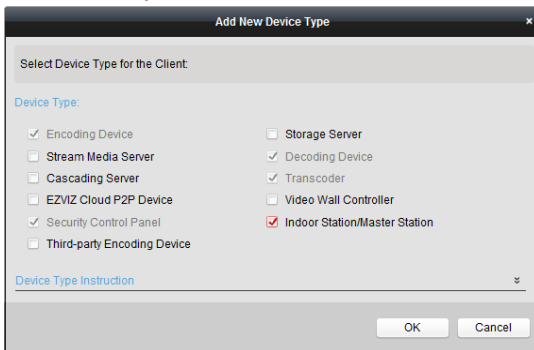 Add New Device Type
Select Device Type for the Client:
Device Type:
Encoding Device
Storage Server
Stream Media Server
Decoding Device
Cascading Server
Transcoder
EZVIZ Cloud P2P Device
Video Wall Controller
Security Control Panel
Indoor Station/Master Station
Third-party Encoding Device
Device Type Instruction
OK
Cancel